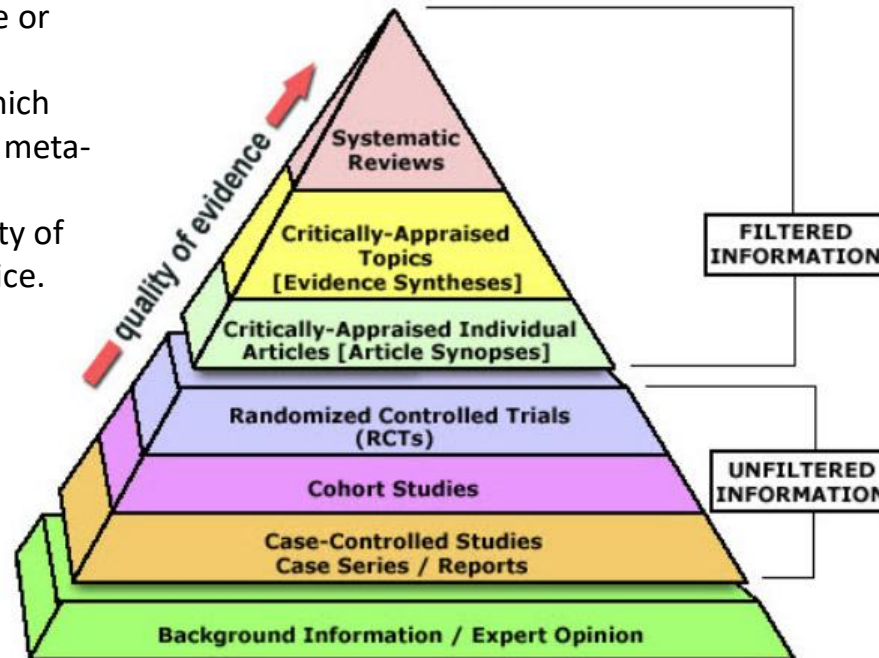 e or
nich
meta-
ty of
ice.
quality of evidence
Systematic
Reviews
Critically-Appraised
Topics
[Evidence Syntheses]
Critically-Appraised Individual
Articles [Article Synopses]
FILTERED
INFORMATION
Randomized Controlled Trials
(RCTs)
Cohort Studies
Case-Controlled Studies
Case Series / Reports
UNFILTERED
INFORMATION
Background Information / Expert Opinion